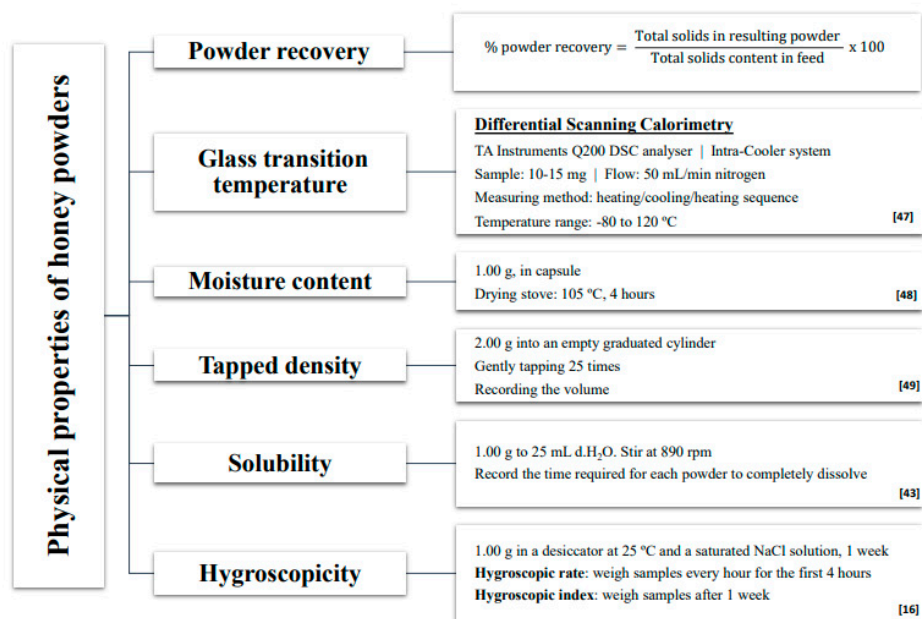 Physical properties of honey powders
Powder recovery
% powder recovery = Total solids in resulting powder / Total solids content in feed x 100
Glass transition
temperature
Differential Scanning Calorimetry
TA Instruments Q200 DSC analyser | Intra-Cooler system
Sample: 10-15 mg | Flow: 50 mL/min nitrogen
Measuring method: heating/cooling/heating sequence
Temperature range: -80 to 120 ºC
[47]
Moisture content
1.00 g, in capsule
Drying stove: 105 ºC, 4 hours
[48]
Tapped density
2.00 g into an empty graduated cylinder
Gently tapping 25 times
Recording the volume
[49]
Solubility
1.00 g to 25 mL d.H₂O. Stir at 890 rpm
Record the time required for each powder to completely dissolve
[43]
Hygroscopicity
1.00 g in a desiccator at 25 ºC and a saturated NaCl solution, 1 week
Hygroscopic rate: weigh samples every hour for the first 4 hours
Hygroscopic index: weigh samples after 1 week
[16]